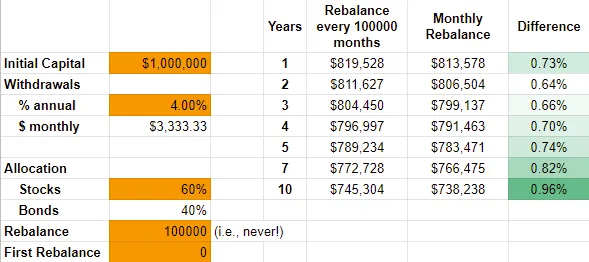 Years Rebalance every 100000 months Monthly Rebalance Difference
Initial Capital $1,000,000 1 $819,528 $813,578 0.73%
Withdrawals 2 $811,627 $806,504 0.64%
% annual 4.00% 3 $804,450 $799,137 0.66%
$ monthly $3,333.33 4 $796,997 $791,463 0.70%
5 $789,234 $783,471 0.74%
Allocation 7 $772,728 $766,475 0.82%
Stocks 60% 10 $745,304 $738,238 0.96%
Bonds 40%
Rebalance 100000 (i.e., never!)
First Rebalance 0